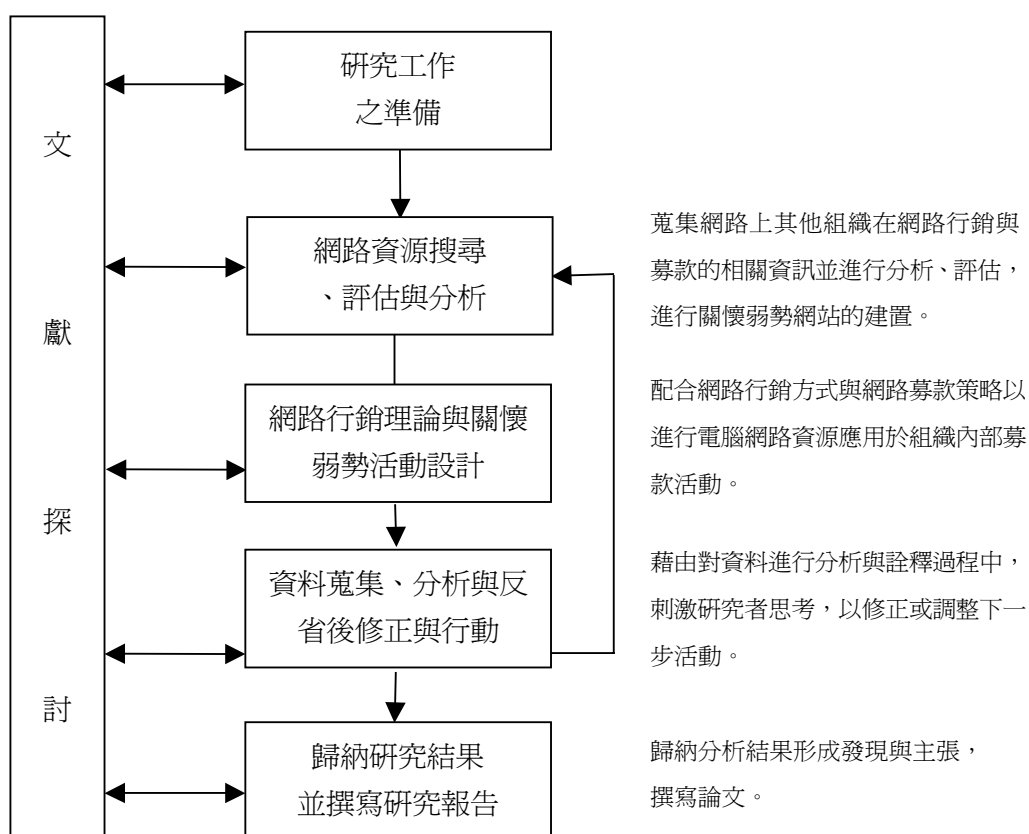 文
獻
探
討
研究工作
之準備
網路資源搜尋
、評估與分析
蒐集網路上其他組織在網路行銷與
募款的相關資訊並進行分析、評估，
進行關懷弱勢網站的建置。
網路行銷理論與關懷
弱勢活動設計
配合網路行銷方式與網路募款策略以
進行電腦網路資源應用於組織內部募
款活動。
資料蒐集、分析與反
省後修正與行動
藉由對資料進行分析與詮釋過程中，
刺激研究者思考，以修正或調整下一
步活動。
歸納研究結果
並撰寫研究報告
歸納分析結果形成發現與主張，
撰寫論文。